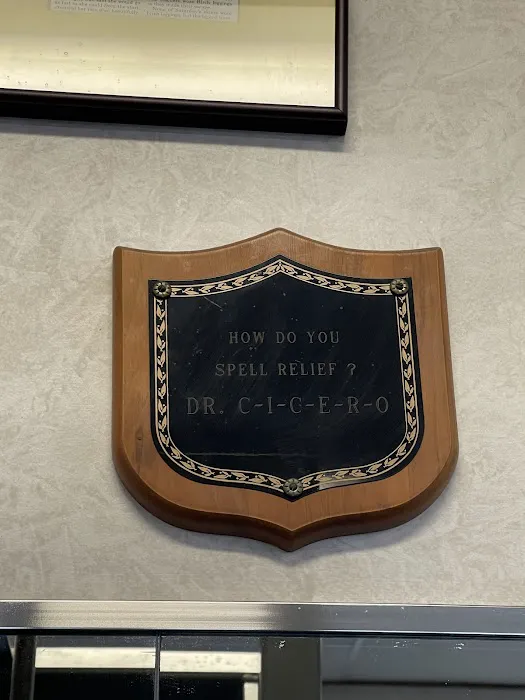 HOW DO YOU
SPELL RELIEF ?
DR. C-I-C-E-R-O